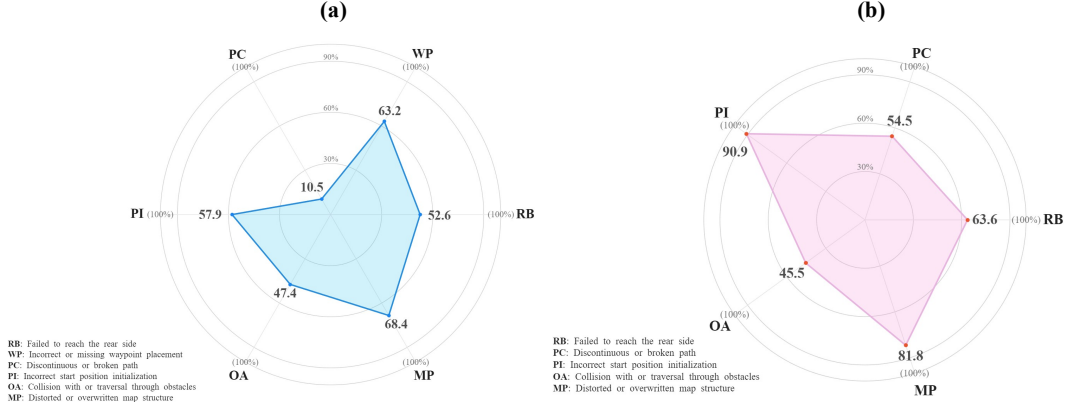 (a)
PC
(100%)
WP
(100%)
90%
60%
63.2
30%
10.5
PI (100%)
57.9
52.6
(100%) RB
47.4
68.4
(100%)
OA
(100%)
MP
RB: Failed to reach the rear side
WP: Incorrect or missing waypoint placement
PC: Discontinuous or broken path
PI: Incorrect start position initialization
OA: Collision with or traversal through obstacles
MP: Distorted or overwritten map structure
(b)
PC
(100%)
90%
PI
(100%)
90.9
60%
54.5
30%
63.6
(100%) RB
45.5
(100%)
OA
81.8
(100%)
MP
RB: Failed to reach the rear side
PC: Discontinuous or broken path
PI: Incorrect start position initialization
OA: Collision with or traversal through obstacles
MP: Distorted or overwritten map structure